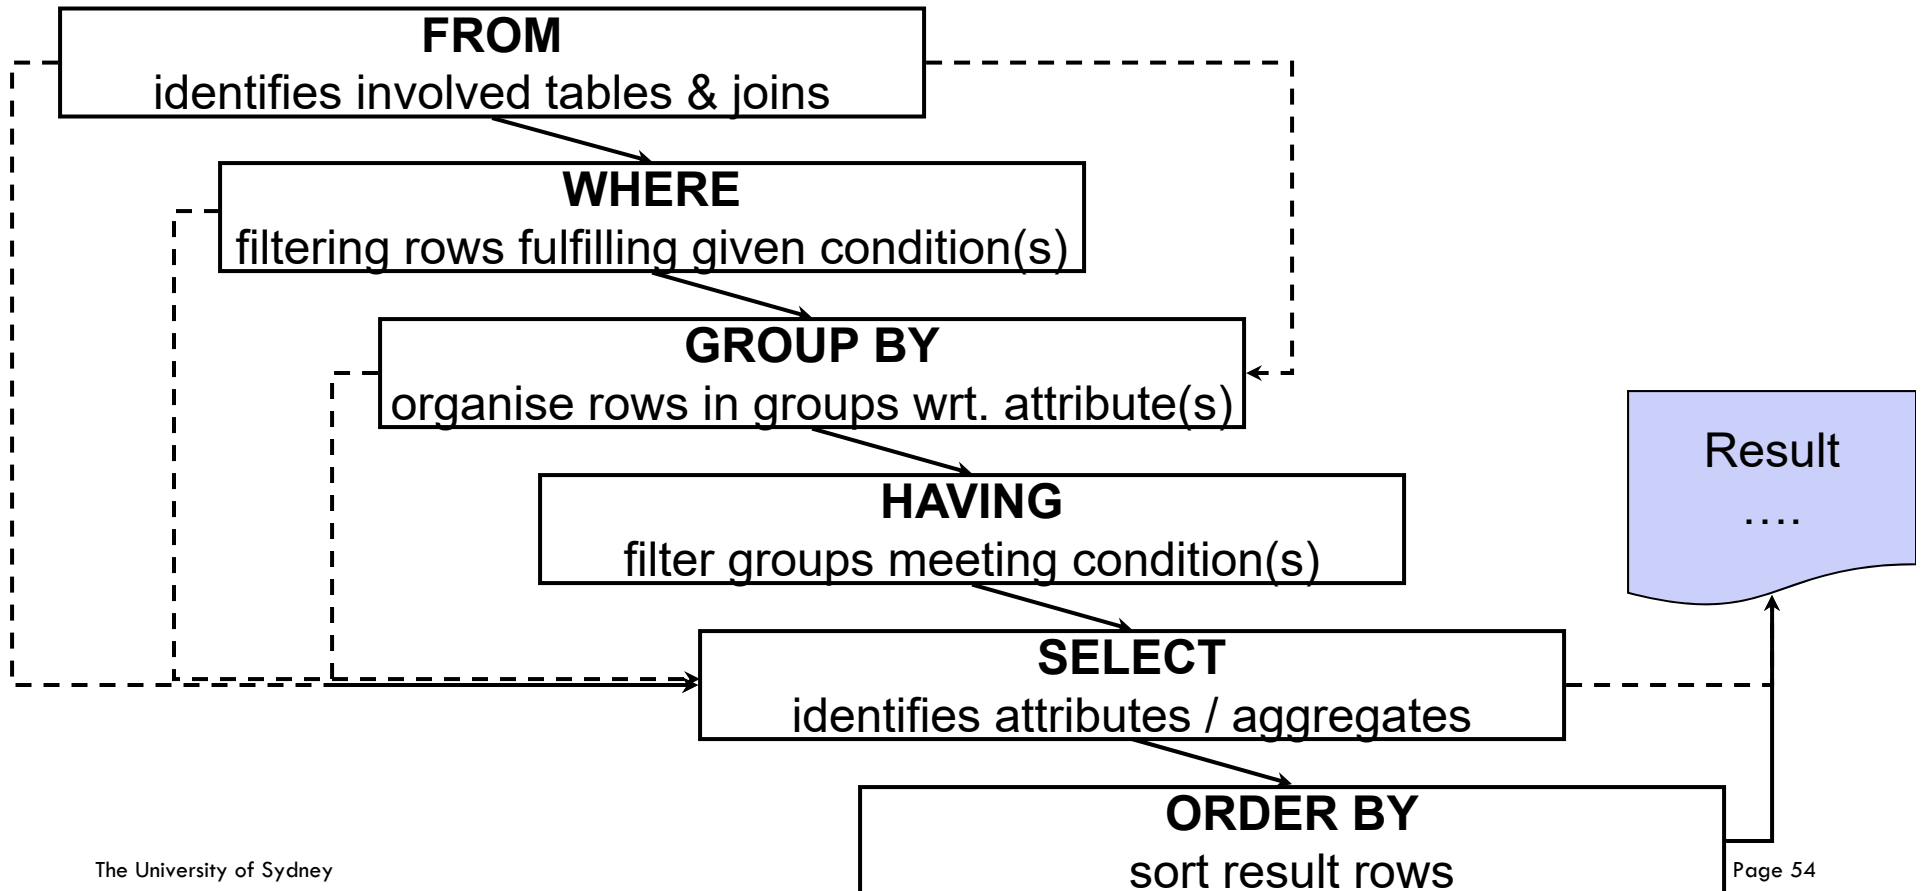 FROM
identifies involved tables & joins
WHERE
filtering rows fulfilling given condition(s)
GROUP BY
organise rows in groups wrt. attribute(s)
HAVING
filter groups meeting condition(s)
Result
....
SELECT
identifies attributes / aggregates
ORDER BY
sort result rows
The University of Sydney
Page 54